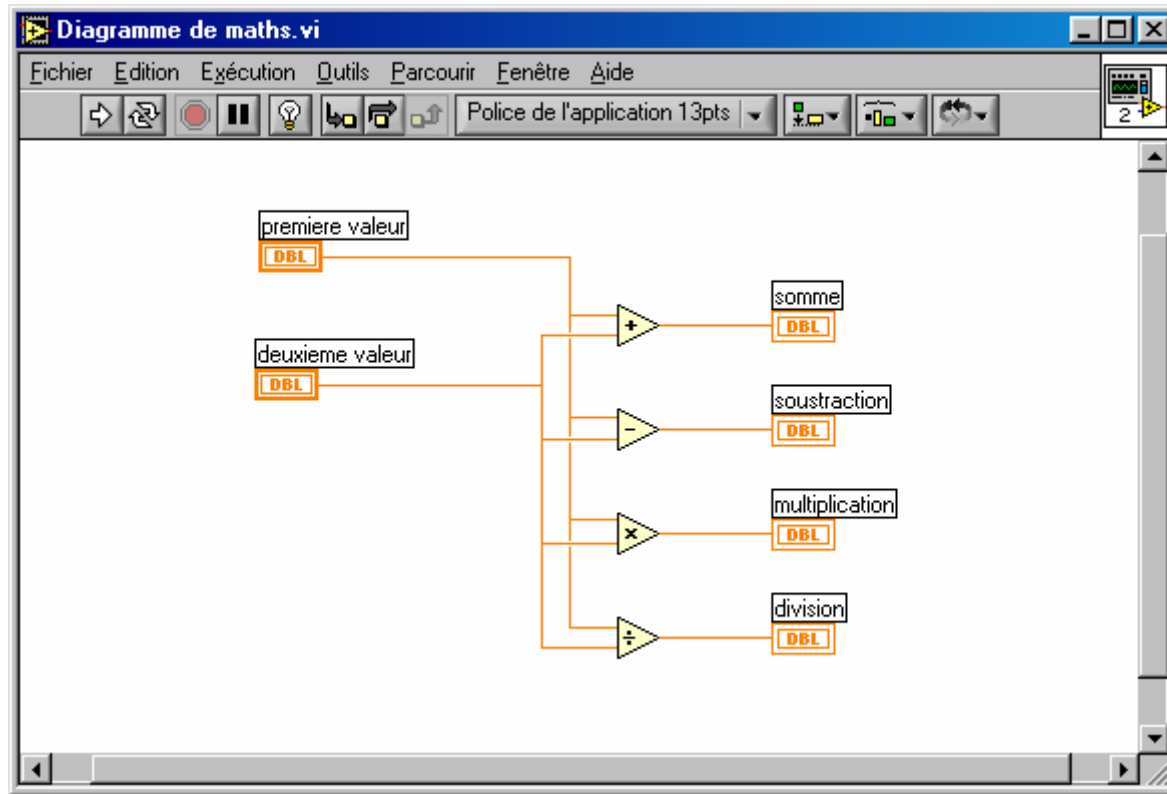 Diagramme de maths.vi
Fichier Edition Exécution Outils Parcourir Fenêtre Aide
Police de l'application 13pts
2
premiere valeur
DBL
deuxieme valeur
DBL
+
somme
DBL
-
soustraction
DBL
×
multiplication
DBL
÷
division
DBL